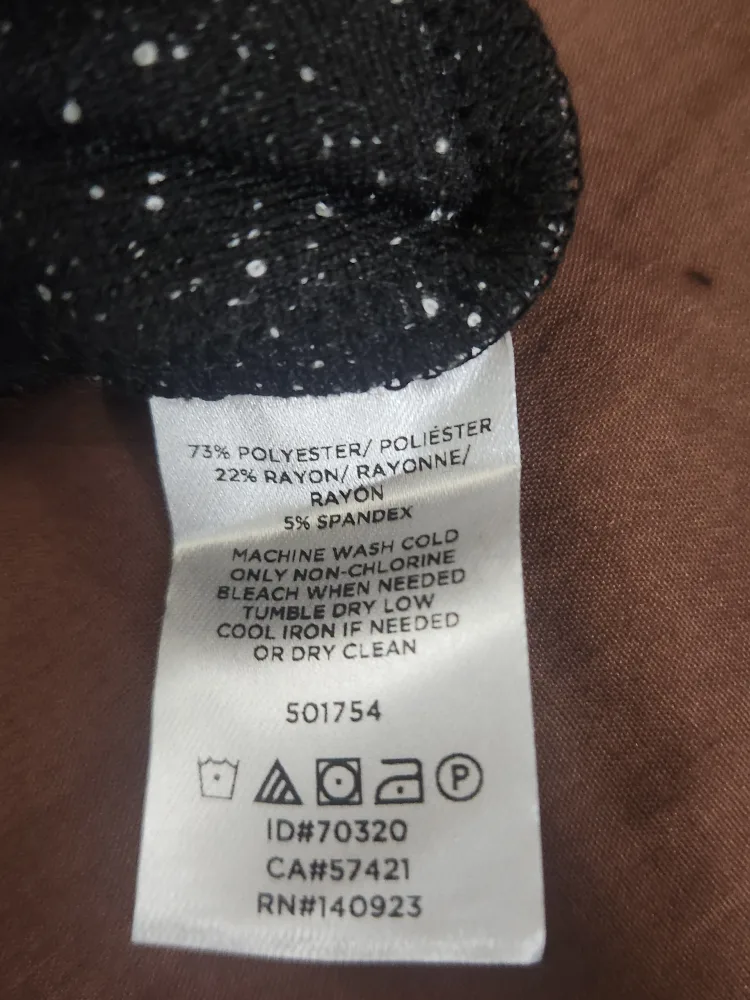 73% POLYESTER/ POLIÉSTER
22% RAYON/ RAYONNE/
RAYÓN
5% SPANDEX
MACHINE WASH COLD
ONLY NON-CHLORINE
BLEACH WHEN NEEDED
TUMBLE DRY LOW
COOL IRON IF NEEDED
OR DRY CLEAN
501754
P
ID#70320
CA#57421
RN#140923